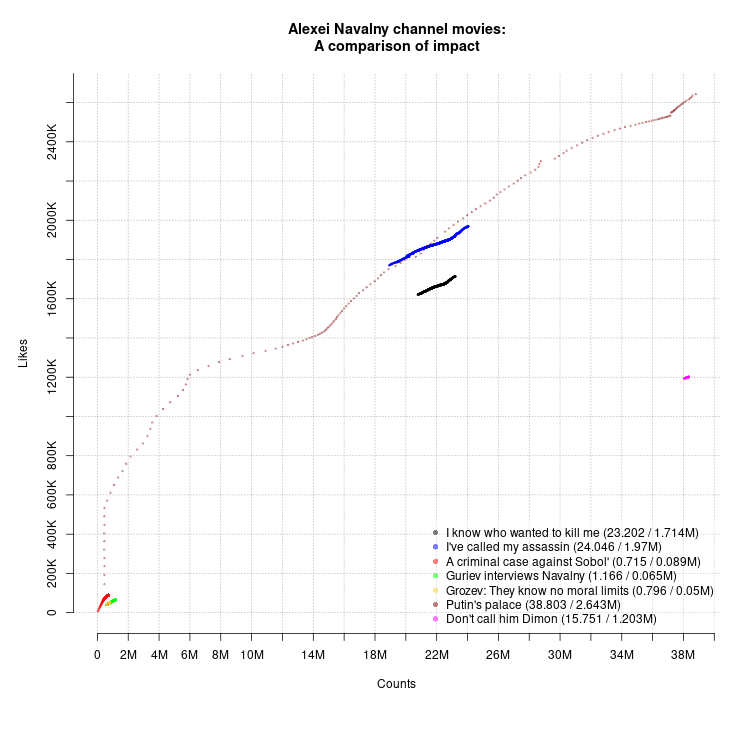 Alexei Navalny channel movies:
A comparison of impact
Likes
2400K
2000K
1600K
1200K
800K
600K
400K
200K
0
I know who wanted to kill me (23.202 / 1.714M)
I've called my assassin (24.046 / 1.97M)
A criminal case against Sobol' (0.715 / 0.089M)
Guriev interviews Navalny (1.166 / 0.065M)
Grozev: They know no moral limits (0.796 / 0.05M)
Putin's palace (38.803 / 2.643M)
Don't call him Dimon (15.751 / 1.203M)
0 2M 4M 6M 8M 10M 14M 18M 22M 26M 30M 34M 38M
Counts